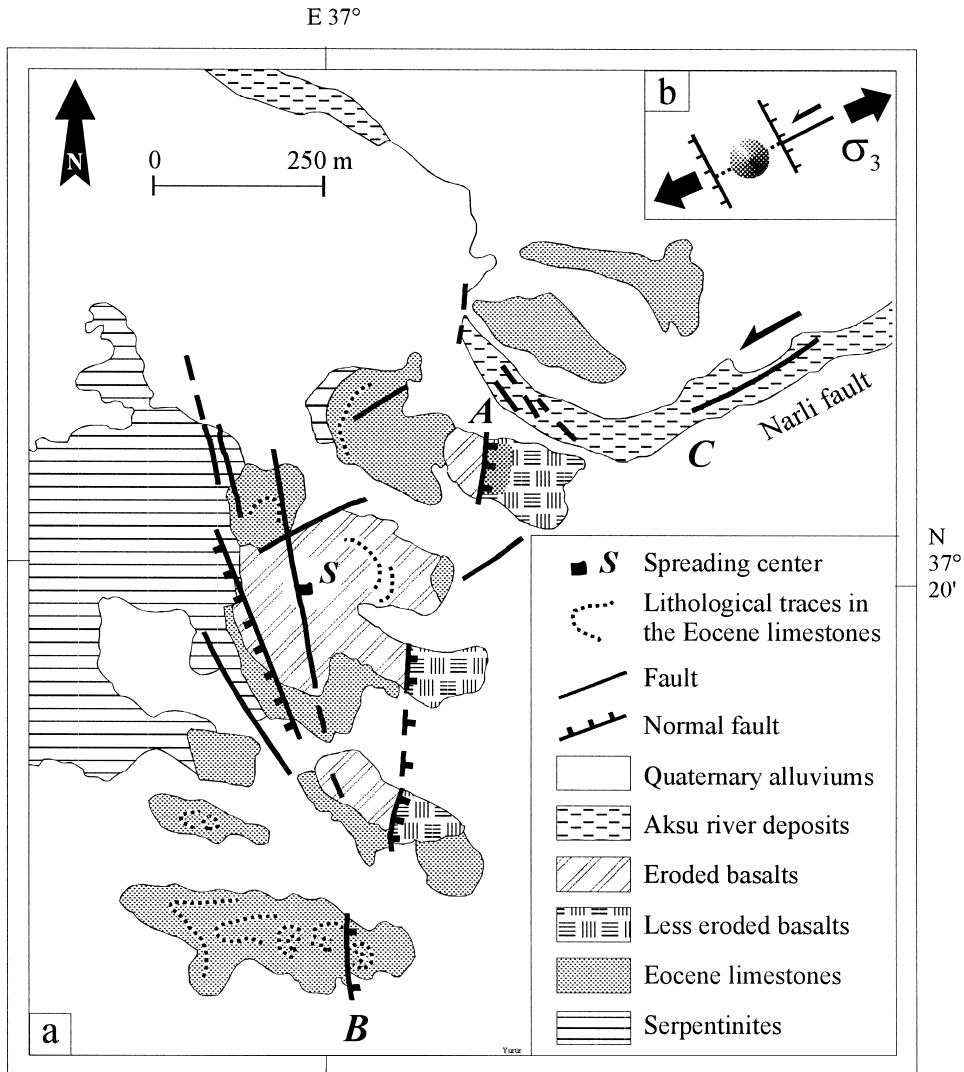 E 37°
b
σ3
N
0 250 m
A
C
Narli fault
S
N
37°
20'
S Spreading center
Lithological traces in
the Eocene limestones
Fault
Normal fault
Quaternary alluviums
Aksu river deposits
Eroded basalts
Less eroded basalts
Eocene limestones
Serpentinites
a
B
Yurur